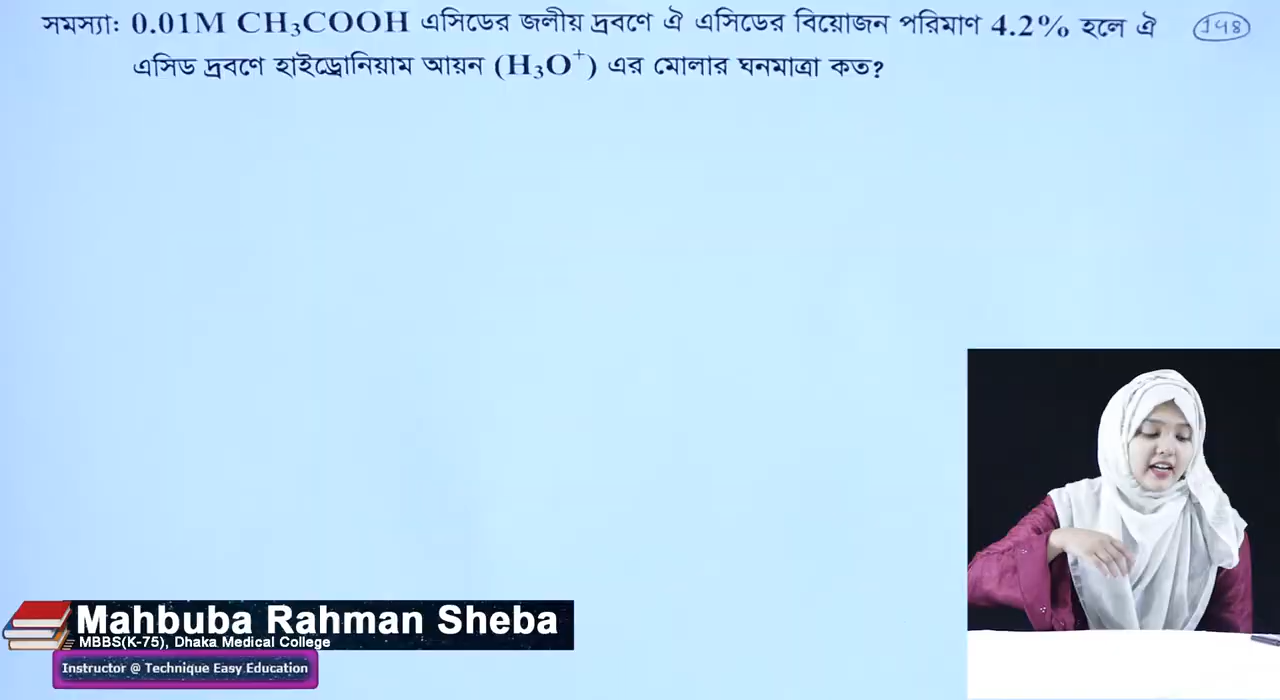 সমস্যা: 0.01M CH₃COOH এসিডের জলীয় দ্রবণে ঐ এসিডের বিয়োজন পরিমাণ 4.2% হলে ঐ ১৭৪
এসিড দ্রবণে হাইড্রোনিয়াম আয়ন (H₃O⁺) এর মোলার ঘনমাত্রা কত?
Mahbuba Rahman Sheba
MBBS(K-75), Dhaka Medical College
Instructor @ Technique Easy Education